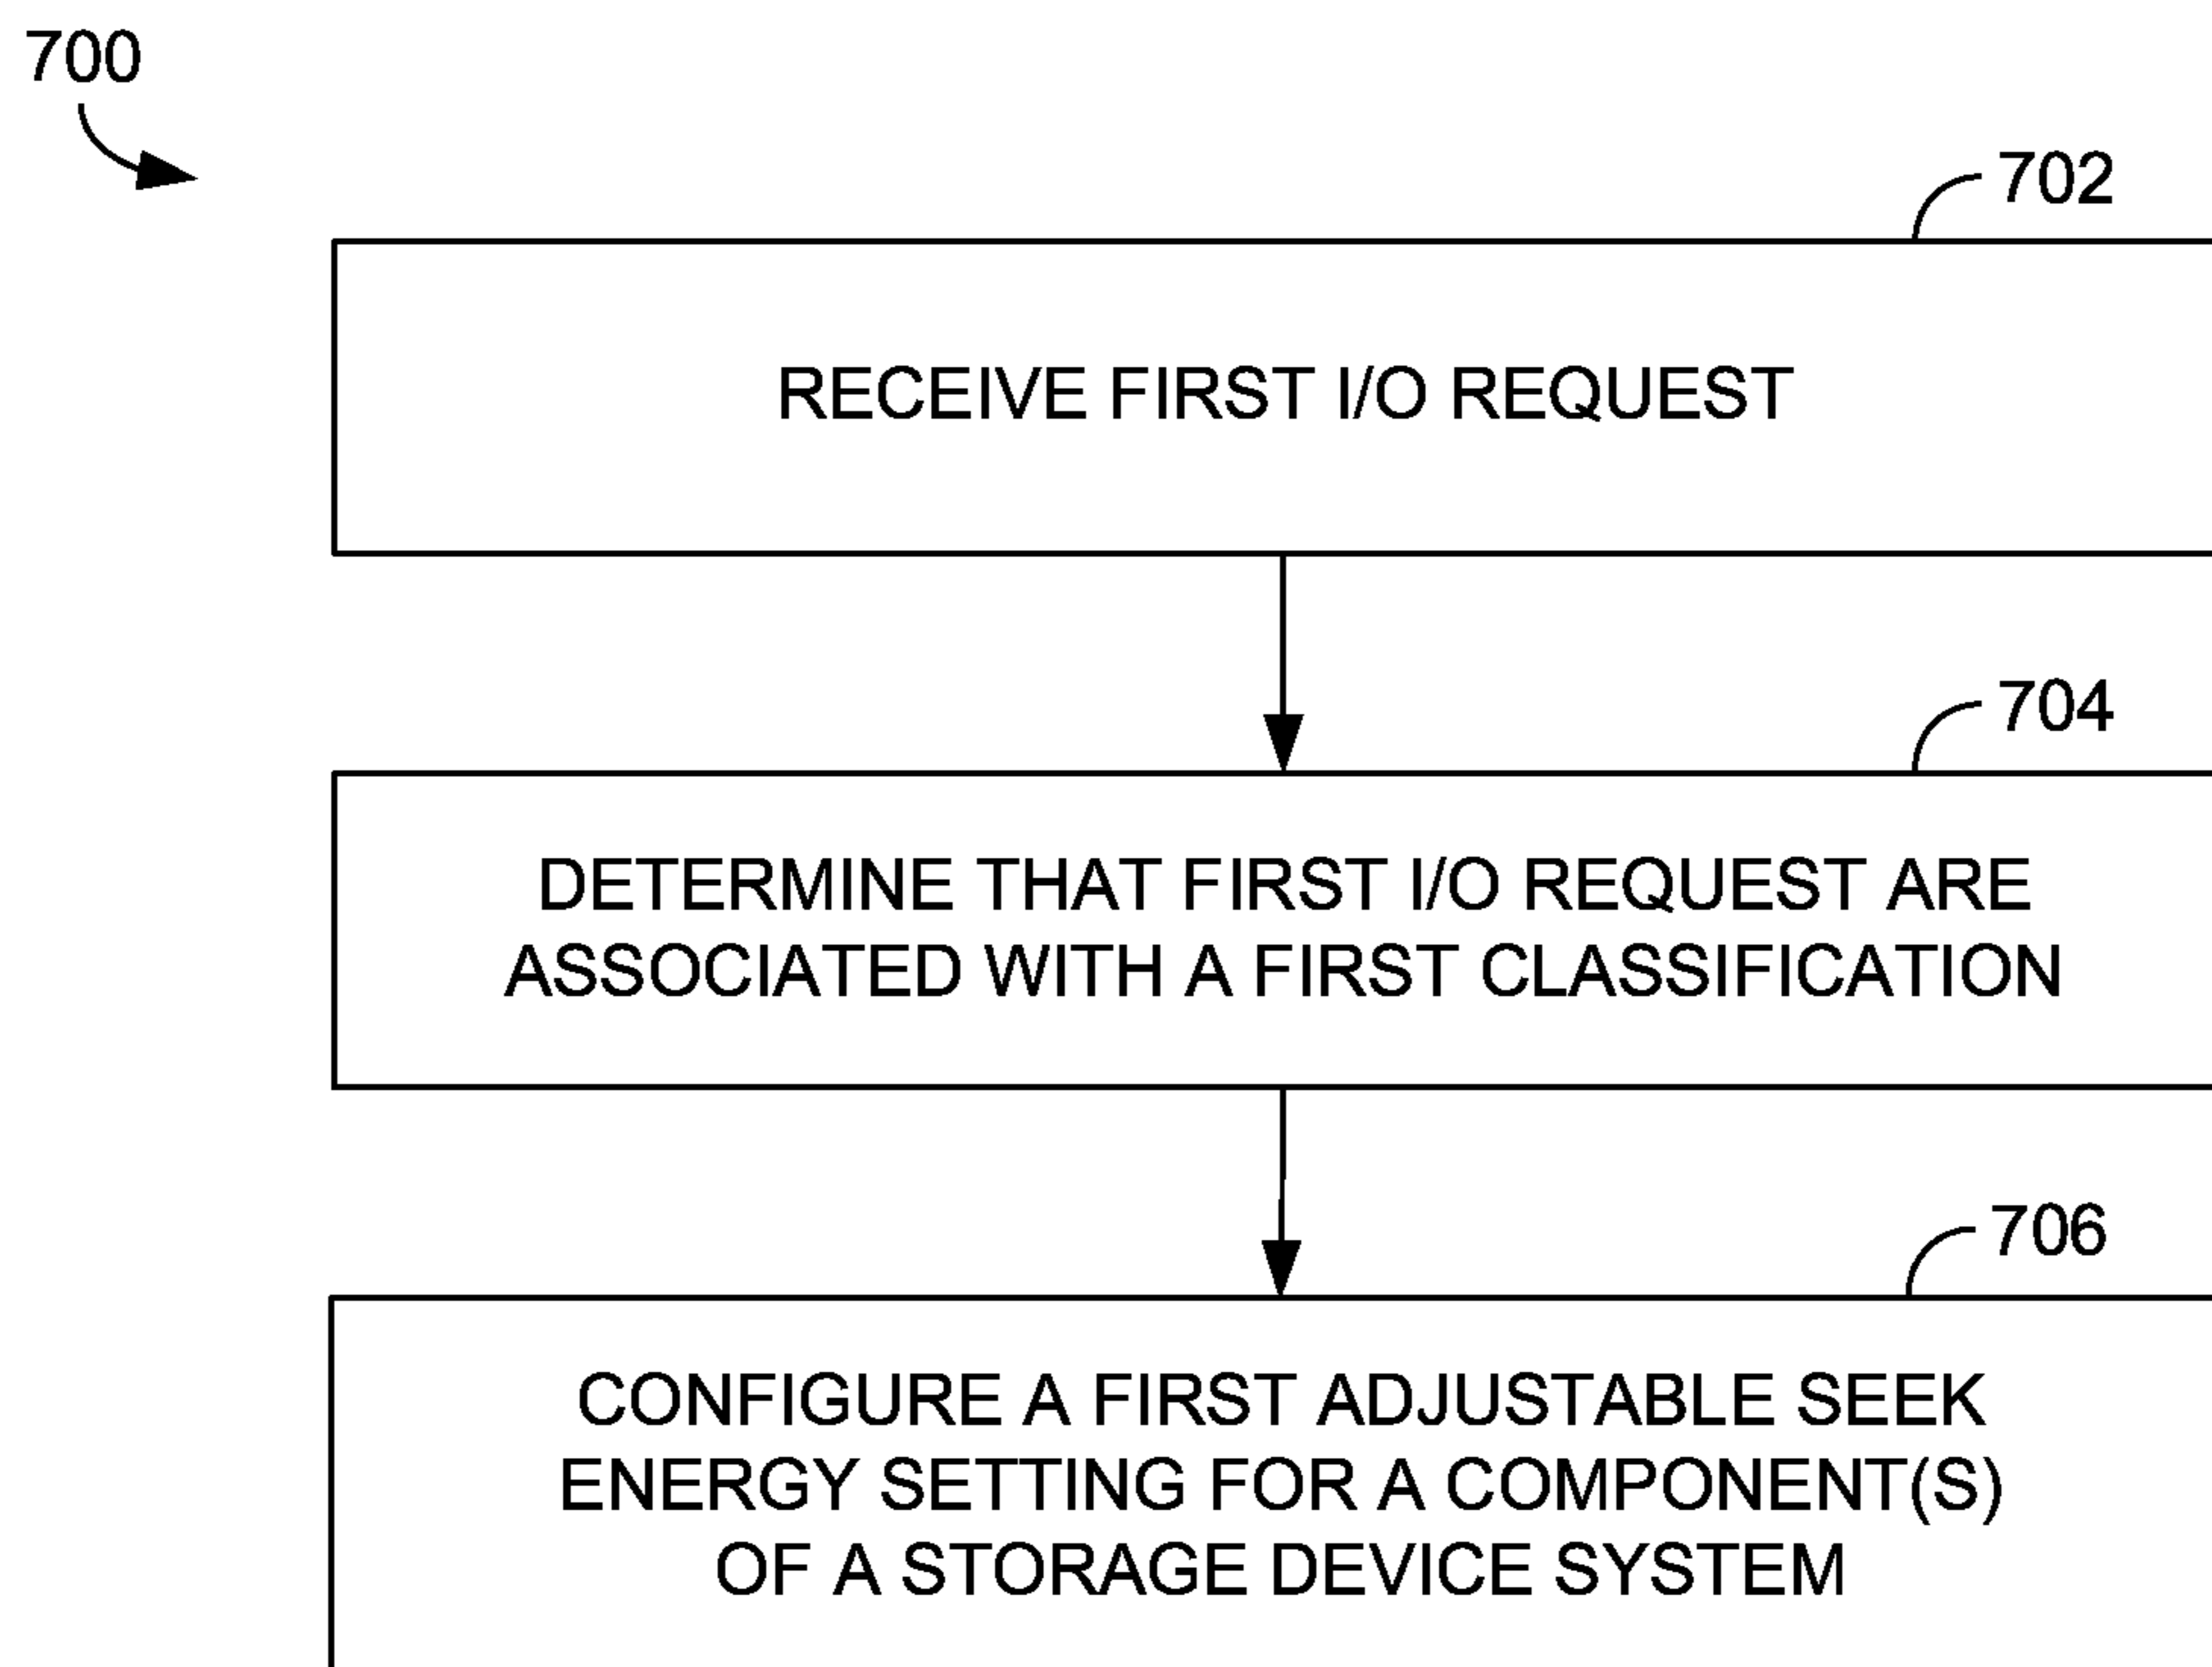 700
702
RECEIVE FIRST I/O REQUEST
704
DETERMINE THAT FIRST I/O REQUEST ARE
ASSOCIATED WITH A FIRST CLASSIFICATION
706
CONFIGURE A FIRST ADJUSTABLE SEEK
ENERGY SETTING FOR A COMPONENT(S)
OF A STORAGE DEVICE SYSTEM